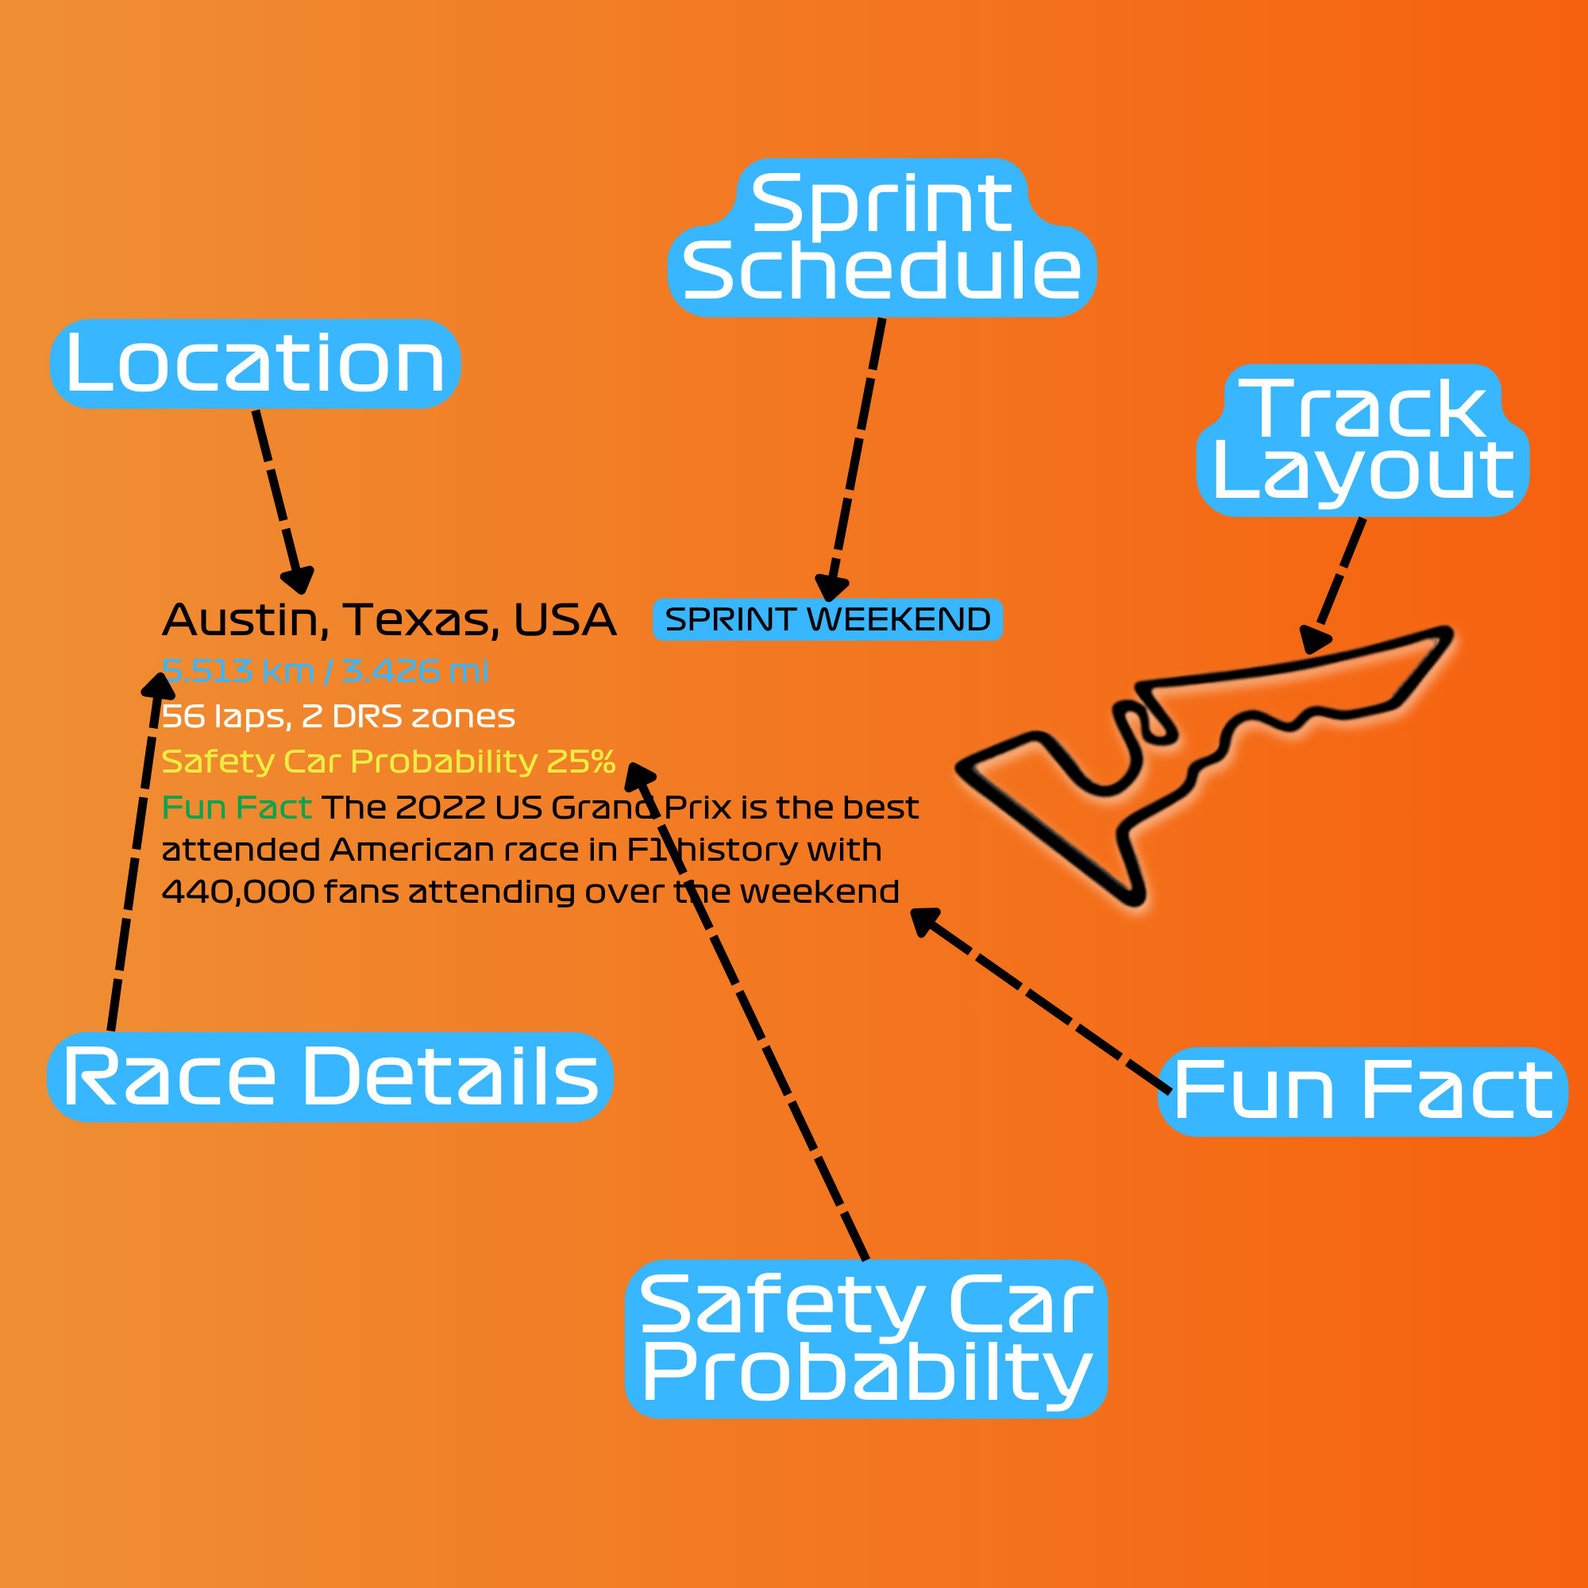 Sprint
Schedule
Location
Track
Layout
Austin, Texas, USA
SPRINT WEEKEND
5.513 km / 3.426 mi
56 laps, 2 DRS zones
Safety Car Probability 25%
Fun Fact The 2022 US Grand Prix is the best
attended American race in F1 history with
440,000 fans attending over the weekend
Race Details
Fun Fact
Safety Car
Probabilty